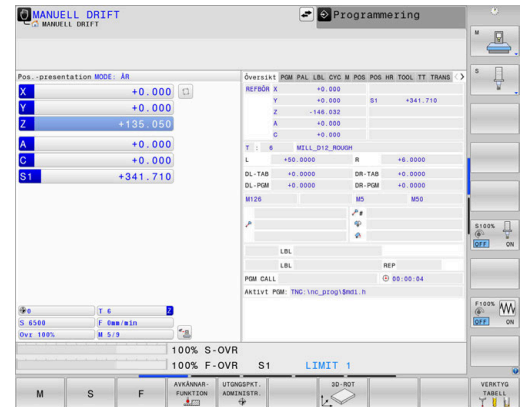 MANUELL DRIFT
MANUELL DRIFT
Programmering
Pos.-presentation MODE: ÄR
X +0.000
Y +0.000
Z +135.050
A +0.000
C +0.000
S1 +341.710
0 T 6 Z
S 6500 F 0mm/min
Ovr 100% M 5/9
Översikt PGM PAL LBL CYC M POS POS HR TOOL TT TRANS
REFBÖR X +0.000
Y +0.000 S1 +341.710
Z -146.032
A +0.000
C +0.000
T : 6 MILL_D12_ROUGH
L +50.0000 R +6.0000
DL-TAB +0.0000 DR-TAB +0.0000
DL-PGM +0.0000 DR-PGM +0.0000
M126 M5 M50
P
LBL
LBL REP
PGM CALL 00:00:04
Aktivt PGM: TNC:\nc_prog\$mdi.h
100% S-OVR
100% F-OVR S1 LIMIT 1
M
S
F
AVKÄNNAR-
FUNKTION
UTGNGSPKT.
ADMINISTR.
3D-ROT
VERKTYG
TABELL
M
S
S100%
OFF ON
F100%
OFF ON